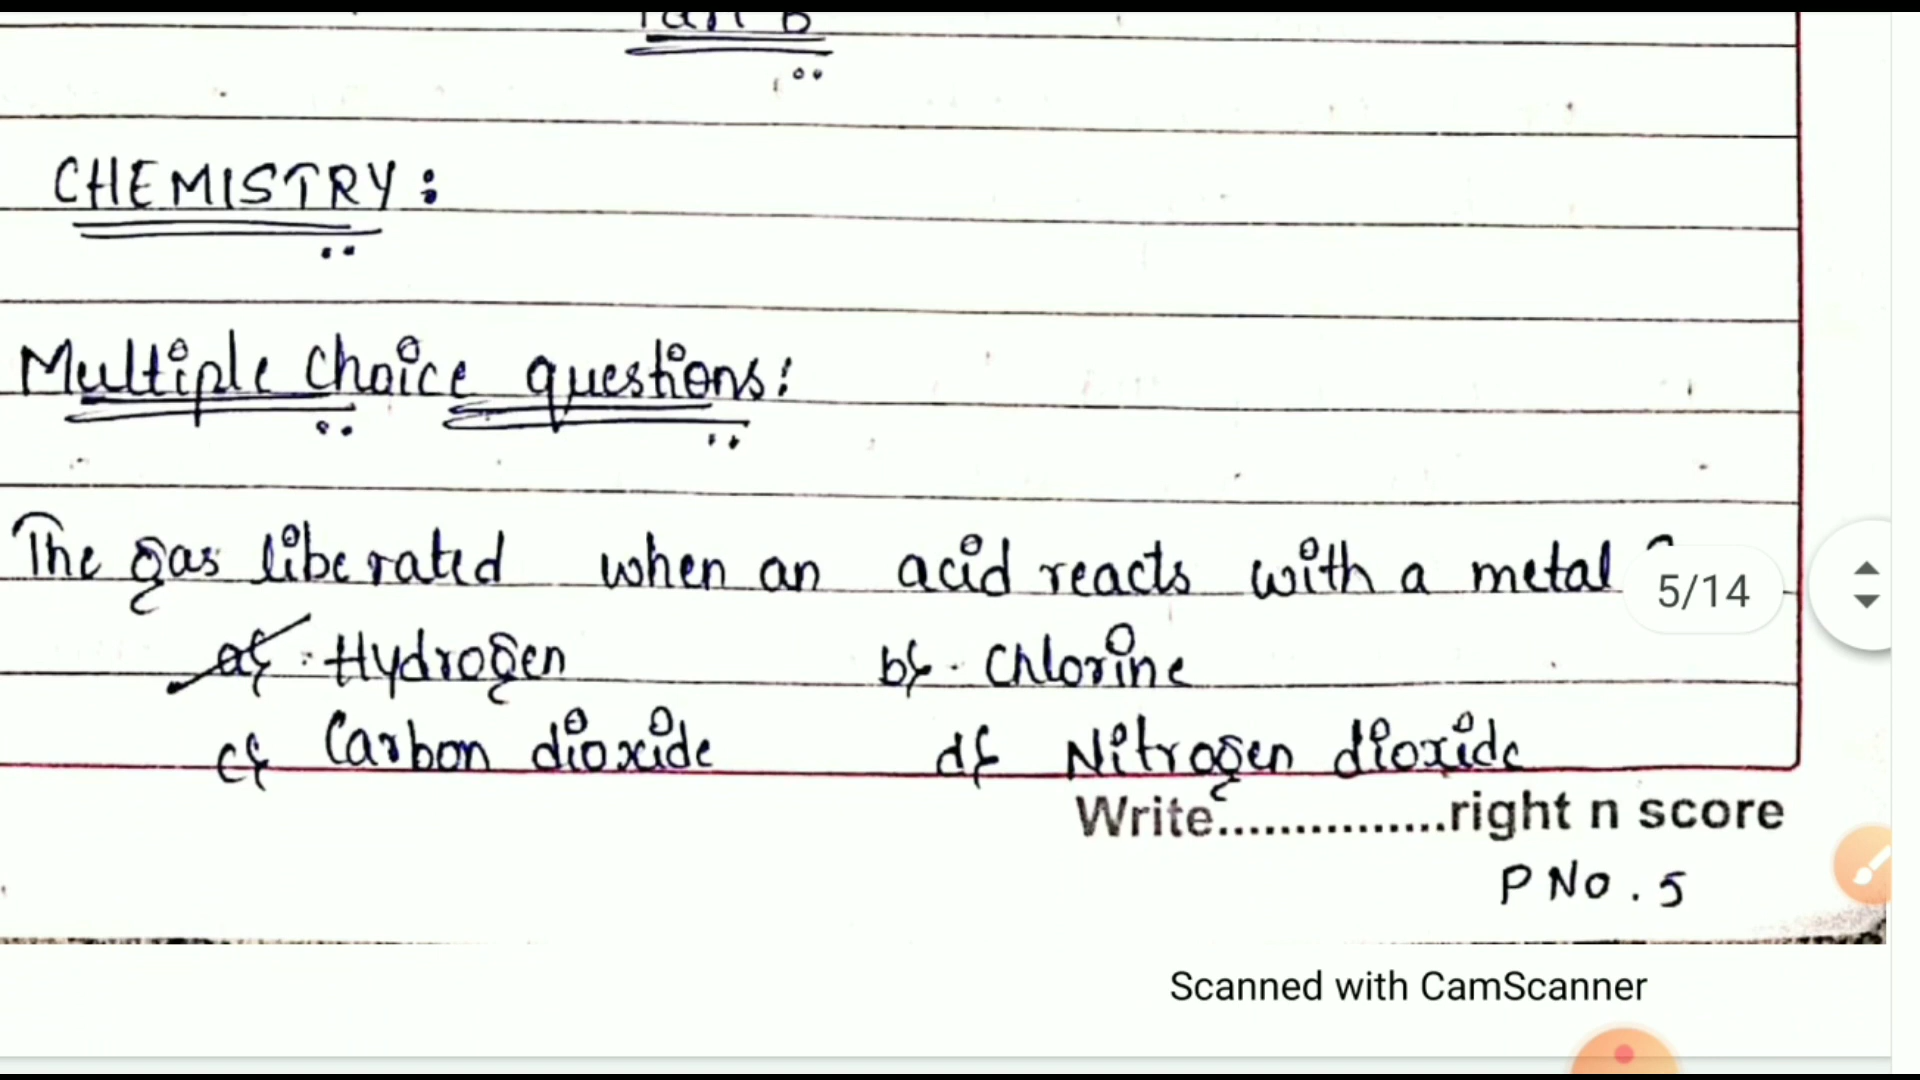 CHEMISTRY:
Multiple choice questions:
The gas liberated when an acid reacts with a metal
a) Hydrogen b) Chlorine
c) Carbon dioxide d) Nitrogen dioxide
5/14
Write...............right n score
P No. 5
Scanned with CamScanner